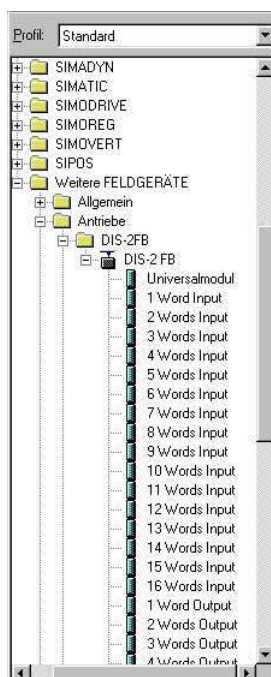 Profil: Standard
SIMADYN
SIMATIC
SIMODRIVE
SIMOREG
SIMOVERT
SIPOS
Weitere FELDGERÄTE
Allgemein
Antriebe
DIS-2FB
DIS-2 FB
Universalmodul
1 Word Input
2 Words Input
3 Words Input
4 Words Input
5 Words Input
6 Words Input
7 Words Input
8 Words Input
9 Words Input
10 Words Input
11 Words Input
12 Words Input
13 Words Input
14 Words Input
15 Words Input
16 Words Input
1 Word Output
2 Words Output
3 Words Output
4 Words Output